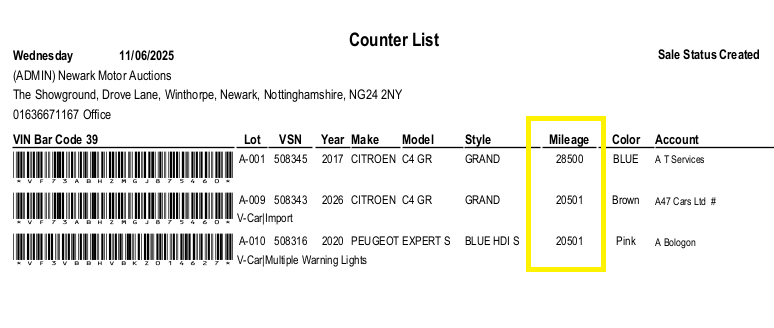 Counter List
Wednesday 11/06/2025 Sale Status Created
(ADMIN) Newark Motor Auctions
The Showground, Drove Lane, Winthorpe, Newark, Nottinghamshire, NG24 2NY
01636671167 Office
VIN Bar Code 39 Lot VSN Year Make Model Style Mileage Color Account
A-001 508345 2017 CITROEN C4 GR GRAND 28500 BLUE A T Services
*VF73ABHZMGJ875460*
A-009 508343 2026 CITROEN C4 GR GRAND 20501 Brown A47 Cars Ltd #
*VF73ABHZMGJ875460* V-Car|Import
A-010 508316 2020 PEUGEOT EXPERT S BLUE HDI S 20501 Pink A Bologon
*VF3VBBHVBKZ014627* V-Car|Multiple Warning Lights